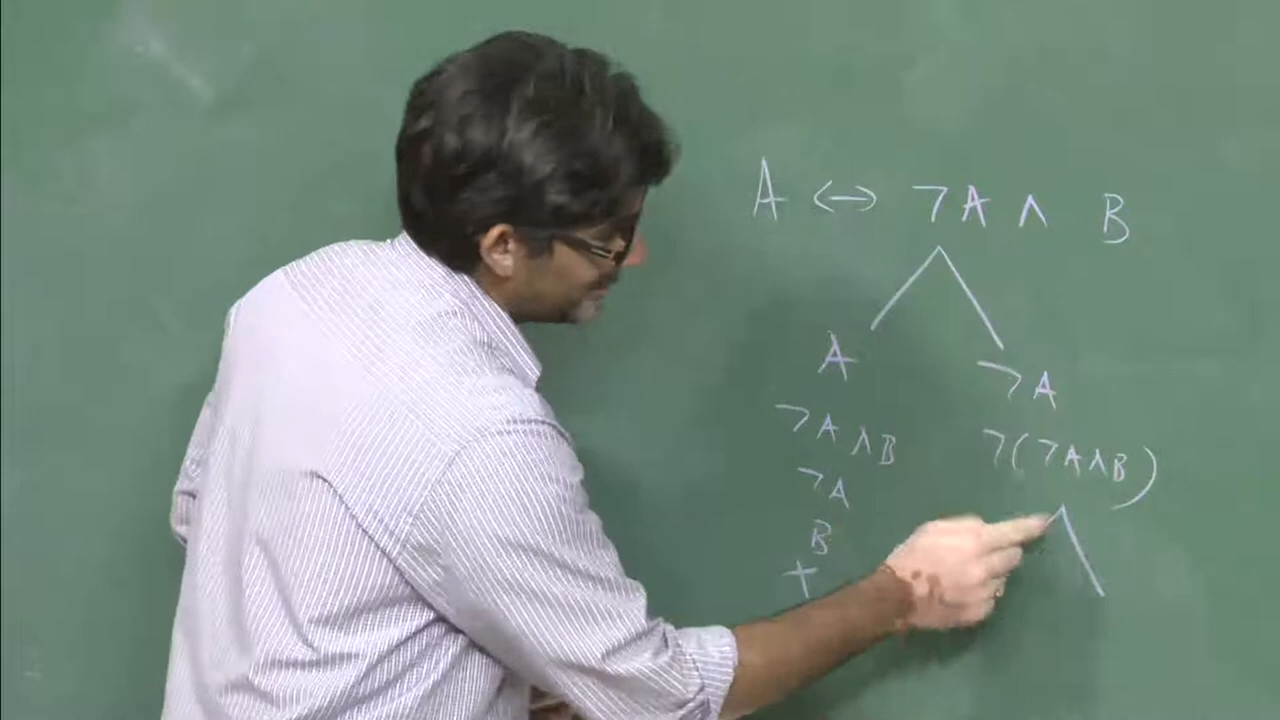 A ↔ ¬A ∧ B
A
¬A
¬A ∧ B
¬(¬A ∧ B)
¬A
B
+